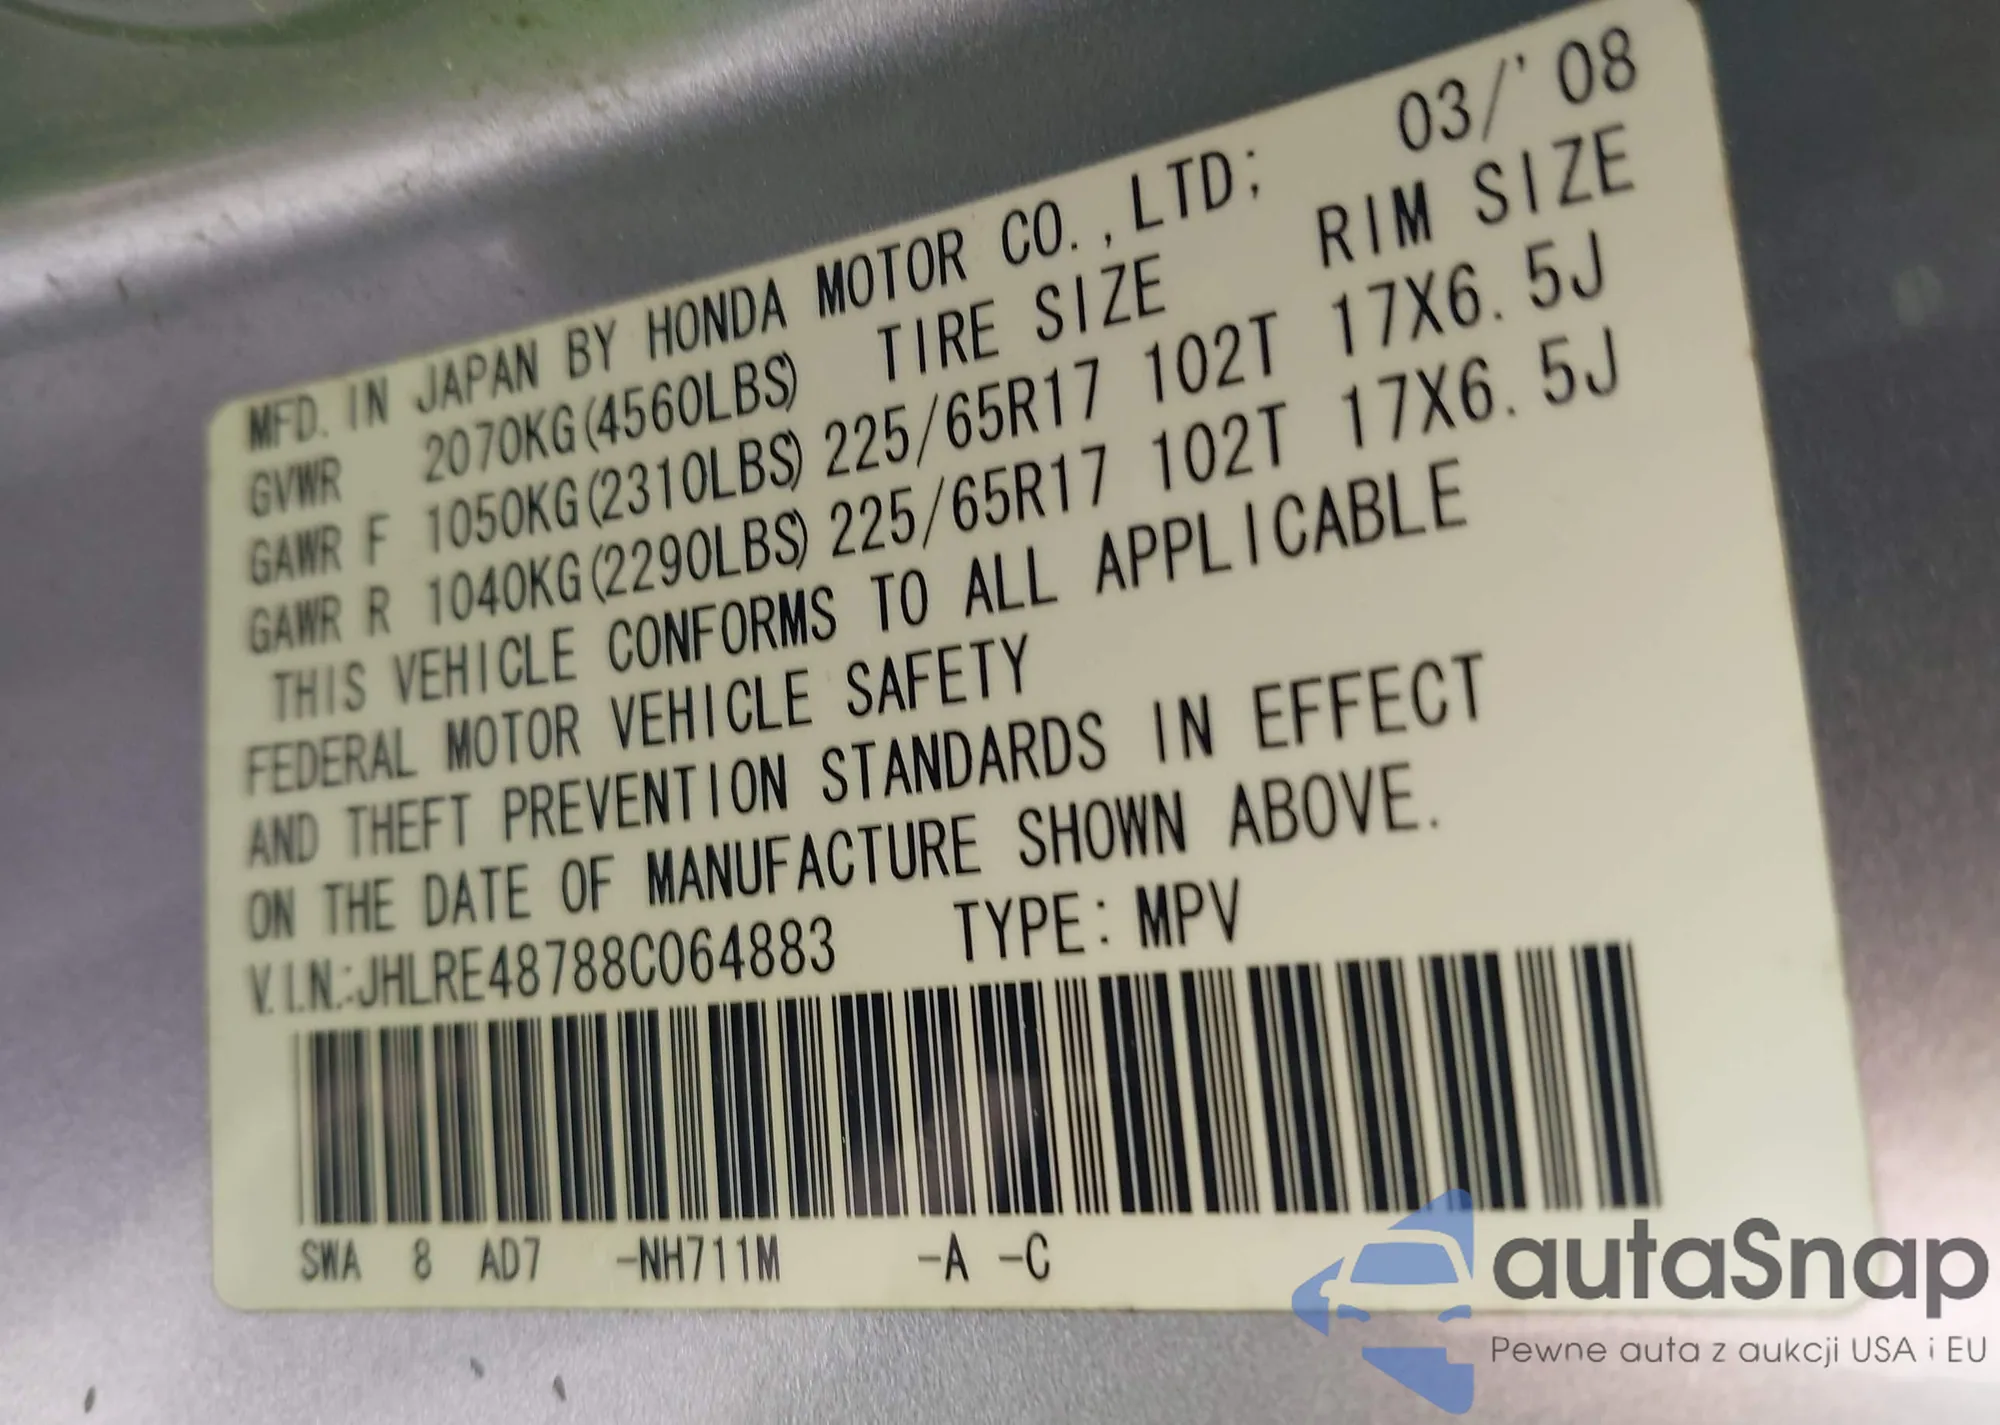 03/'08
MFD. IN JAPAN BY HONDA MOTOR CO.,LTD;
GVWR 2070KG(4560LBS) TIRE SIZE RIM SIZE
GAWR F 1050KG(2310LBS) 225/65R17 102T 17X6.5J
GAWR R 1040KG(2290LBS) 225/65R17 102T 17X6.5J
THIS VEHICLE CONFORMS TO ALL APPLICABLE
FEDERAL MOTOR VEHICLE SAFETY
AND THEFT PREVENTION STANDARDS IN EFFECT
ON THE DATE OF MANUFACTURE SHOWN ABOVE.
V.I.N.:JHLRE48788C064883 TYPE: MPV
SWA 8 AD7 -NH711M -A -C
autaSnap
Pewne auta z aukcji USA i EU